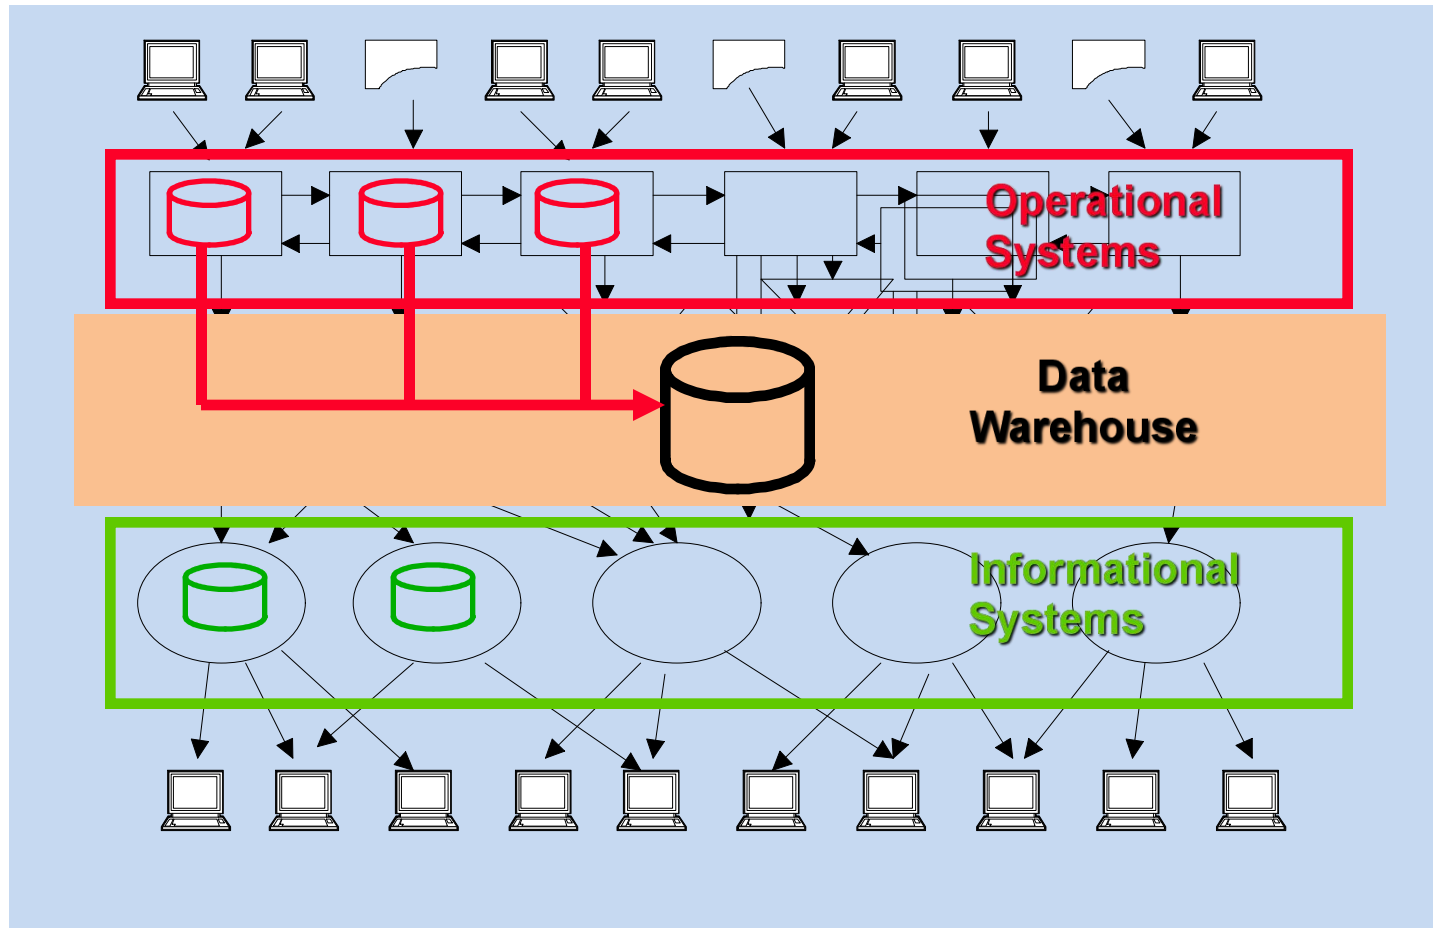 Operational
Systems
Data
Warehouse
Informational
Systems